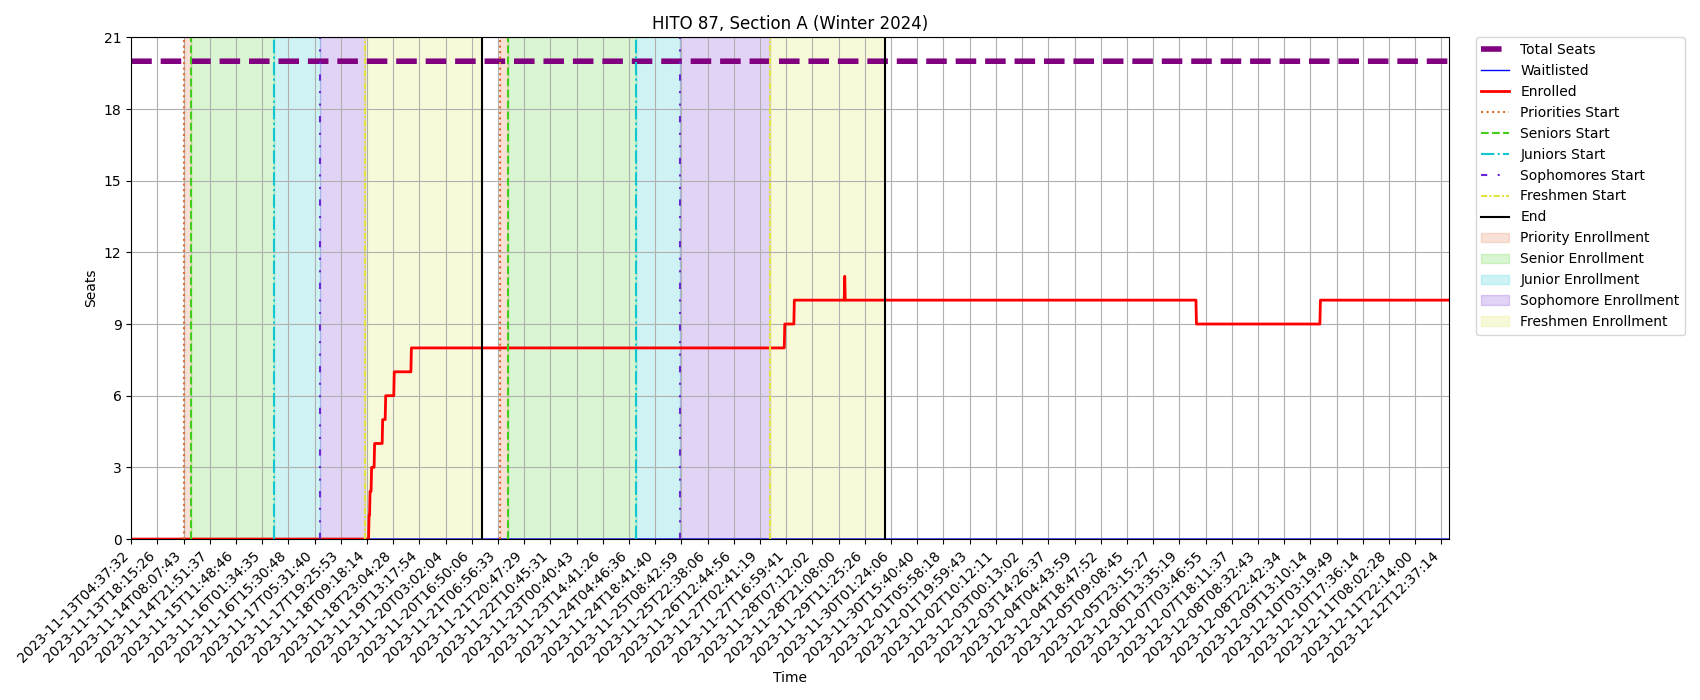 HITO 87, Section A (Winter 2024)
21
18
15
12
9
6
3
0
Seats
2023-11-13T04:37:32
2023-11-13T18:15:26
2023-11-14T08:07:43
2023-11-14T21:51:37
2023-11-15T11:48:46
2023-11-16T01:34:35
2023-11-16T15:30:48
2023-11-17T05:31:40
2023-11-17T19:25:53
2023-11-18T09:18:14
2023-11-18T23:04:28
2023-11-19T13:17:54
2023-11-20T03:02:04
2023-11-20T16:50:06
2023-11-21T06:56:33
2023-11-21T20:47:29
2023-11-22T10:45:31
2023-11-23T00:40:43
2023-11-23T14:41:26
2023-11-24T04:46:36
2023-11-24T18:41:40
2023-11-25T08:42:59
2023-11-25T22:38:06
2023-11-26T12:44:56
2023-11-27T02:41:19
2023-11-27T16:59:41
2023-11-28T07:12:02
2023-11-28T21:08:00
2023-11-29T11:25:26
2023-11-30T01:24:06
2023-11-30T15:40:40
2023-12-01T05:58:18
2023-12-01T19:59:43
2023-12-02T10:12:11
2023-12-03T00:13:02
2023-12-03T14:26:37
2023-12-04T04:43:59
2023-12-04T18:47:52
2023-12-05T09:08:45
2023-12-05T23:15:27
2023-12-06T13:35:19
2023-12-07T03:46:55
2023-12-07T18:11:37
2023-12-08T08:32:43
2023-12-08T22:42:34
2023-12-09T13:10:14
2023-12-10T03:19:49
2023-12-10T17:36:14
2023-12-11T08:02:28
2023-12-11T22:14:00
2023-12-12T12:37:14
Time
Total Seats
Waitlisted
Enrolled
Priorities Start
Seniors Start
Juniors Start
Sophomores Start
Freshmen Start
End
Priority Enrollment
Senior Enrollment
Junior Enrollment
Sophomore Enrollment
Freshmen Enrollment